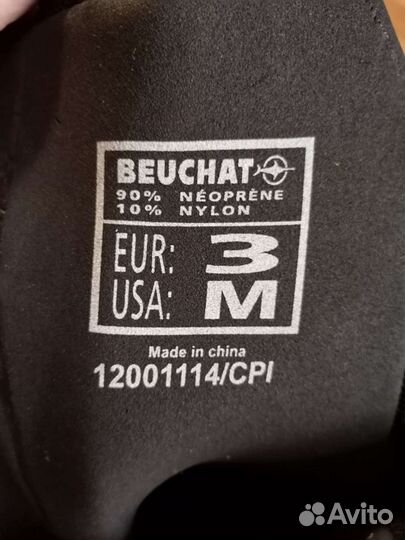 BEUCHAT
90% NÉOPRÈNE
10% NYLON
EUR: 3
USA: M
Made in china
12001114/CPI
Avito